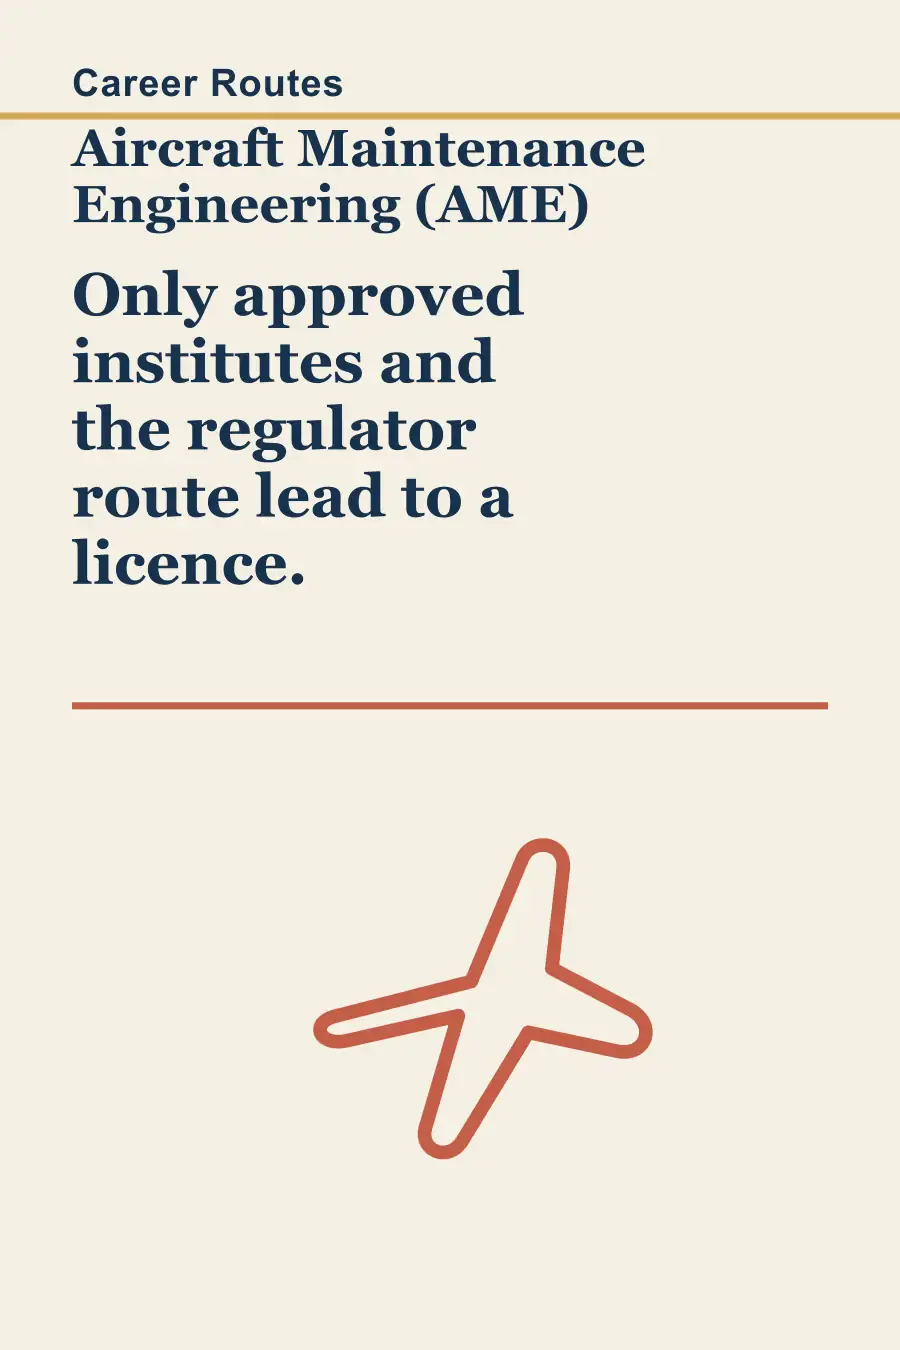 Career Routes
Aircraft Maintenance
Engineering (AME)
Only approved
institutes and
the regulator
route lead to a
licence.